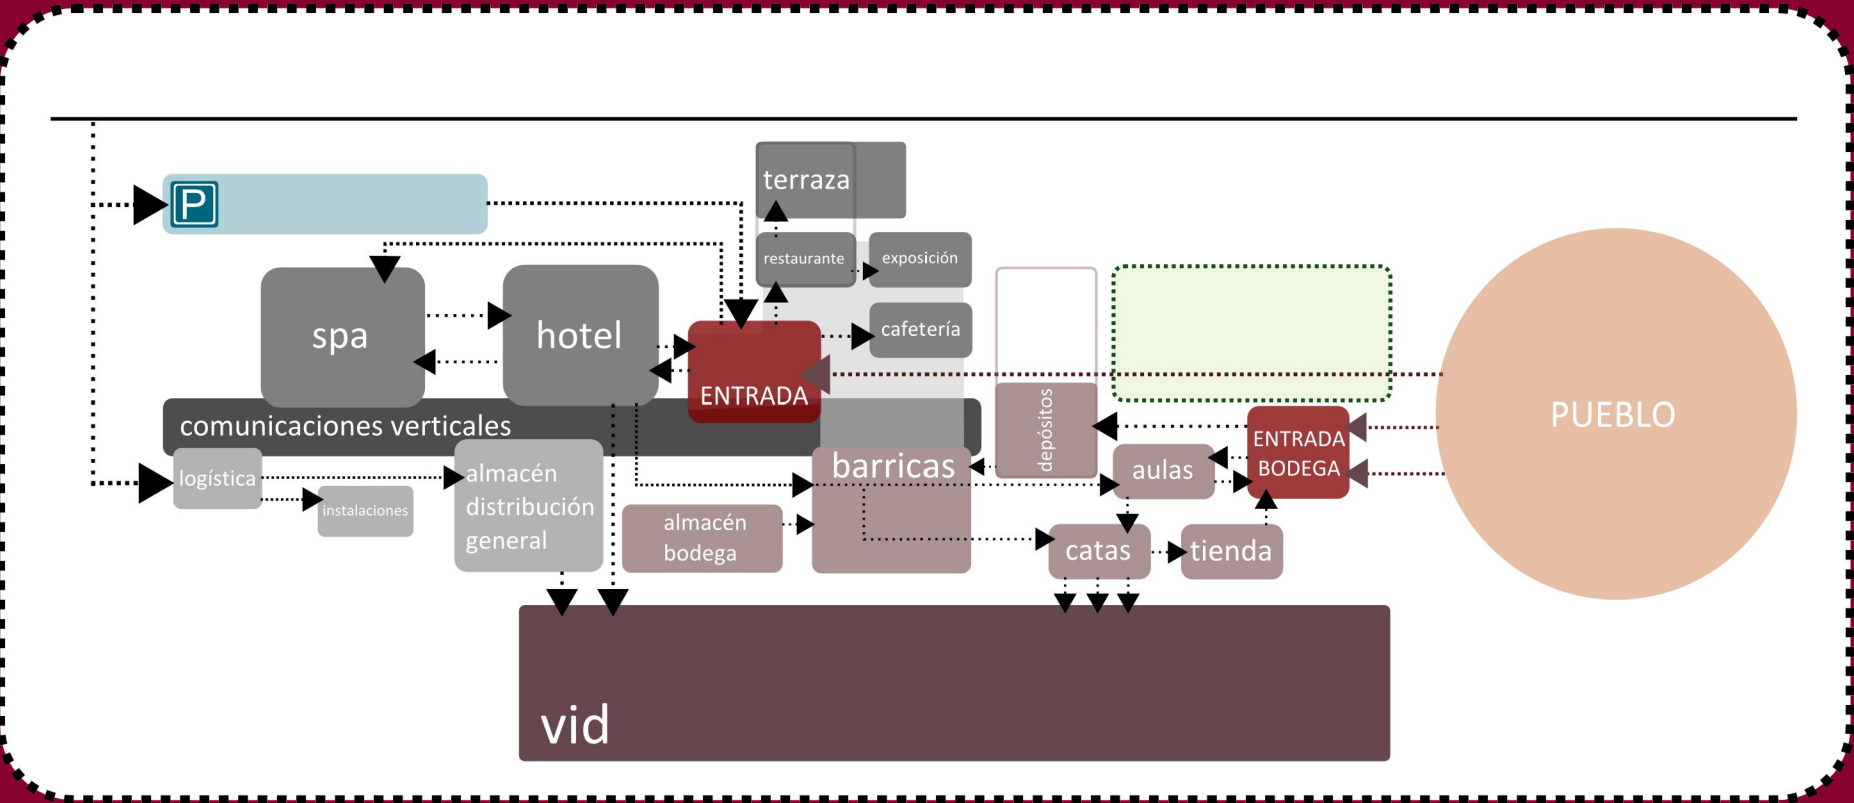 terraza
P
restaurante
exposición
spa
hotel
cafetería
ENTRADA
depósitos
PUEBLO
comunicaciones verticales
ENTRADA
BODEGA
barricas
aulas
logística
almacén
distribución
general
instalaciones
almacén
bodega
catas
tienda
vid